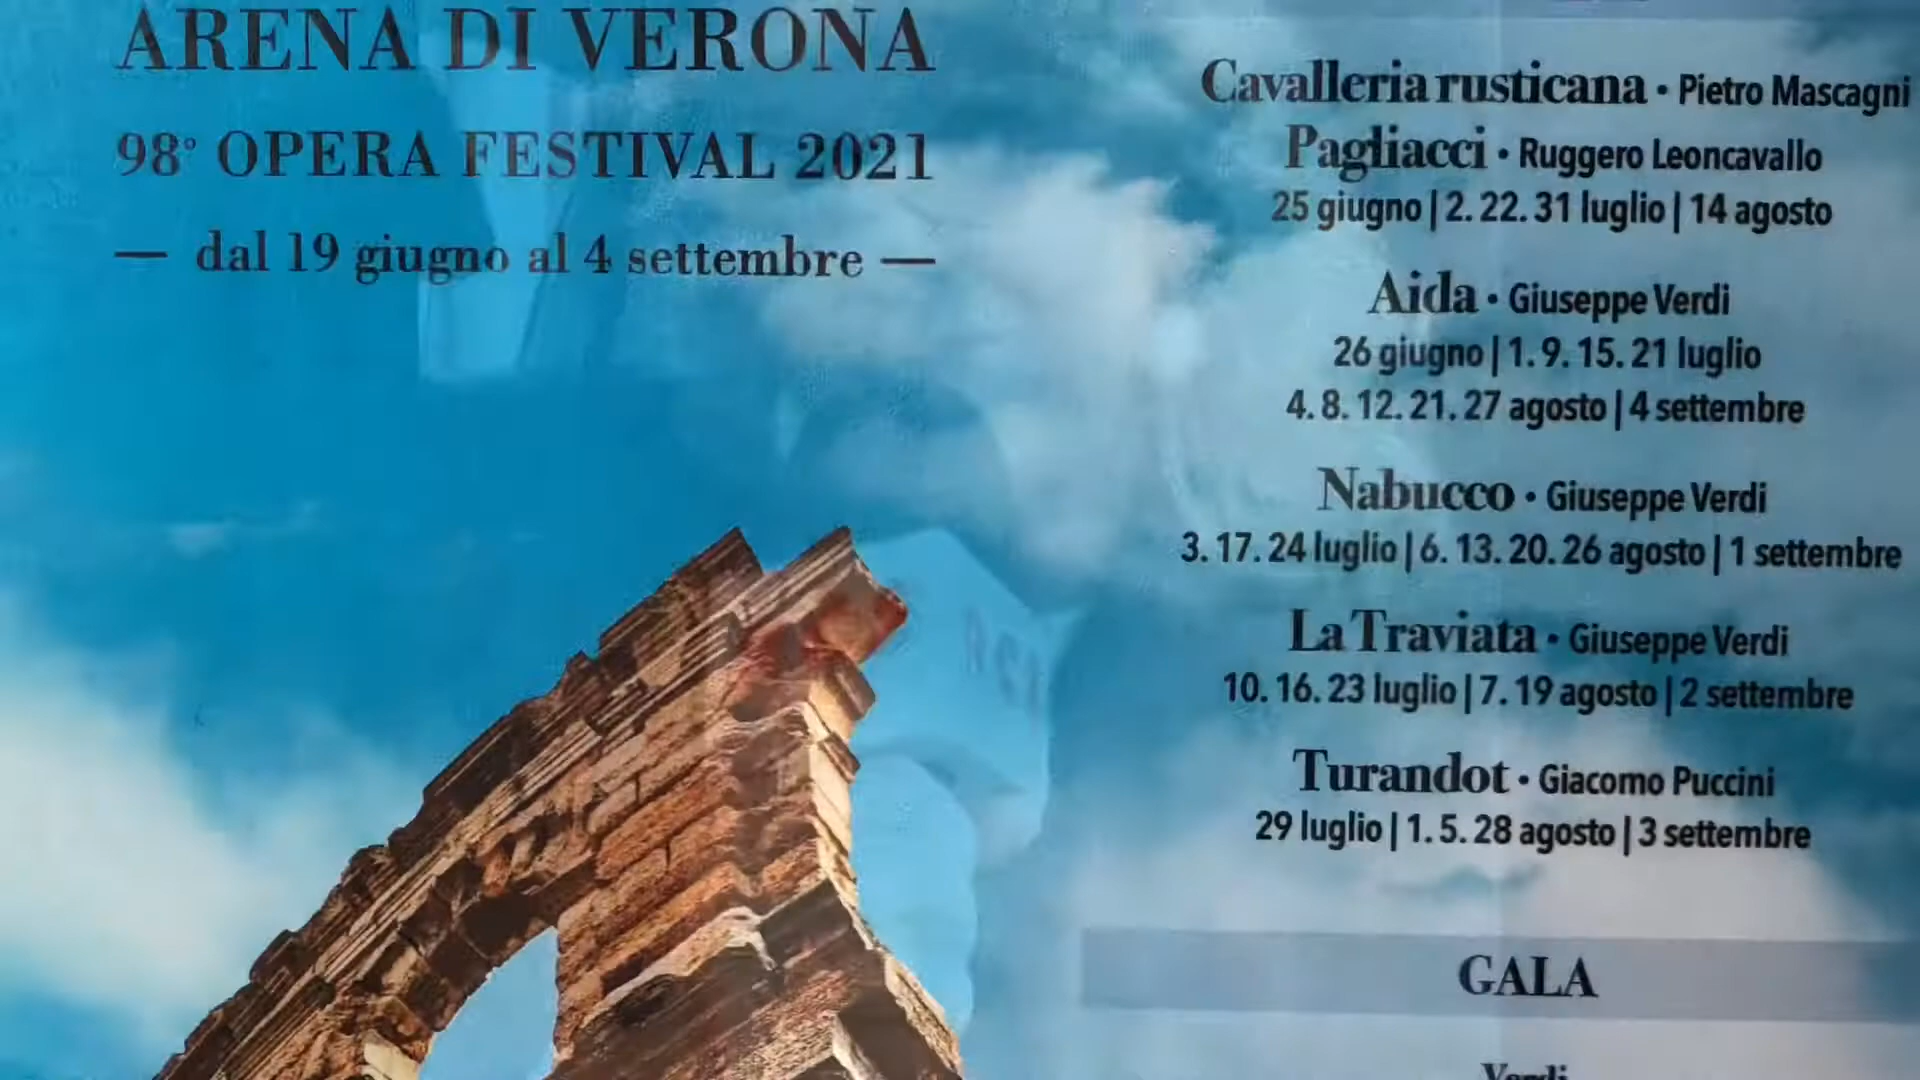 ARENA DI VERONA
98° OPERA FESTIVAL 2021
— dal 19 giugno al 4 settembre —
Cavalleria rusticana • Pietro Mascagni
Pagliacci • Ruggero Leoncavallo
25 giugno | 2. 22. 31 luglio | 14 agosto
Aida • Giuseppe Verdi
26 giugno | 1. 9. 15. 21 luglio
4. 8. 12. 21. 27 agosto | 4 settembre
Nabucco • Giuseppe Verdi
3. 17. 24 luglio | 6. 13. 20. 26 agosto | 1 settembre
La Traviata • Giuseppe Verdi
10. 16. 23 luglio | 7. 19 agosto | 2 settembre
Turandot • Giacomo Puccini
29 luglio | 1. 5. 28 agosto | 3 settembre
GALA
Verdi